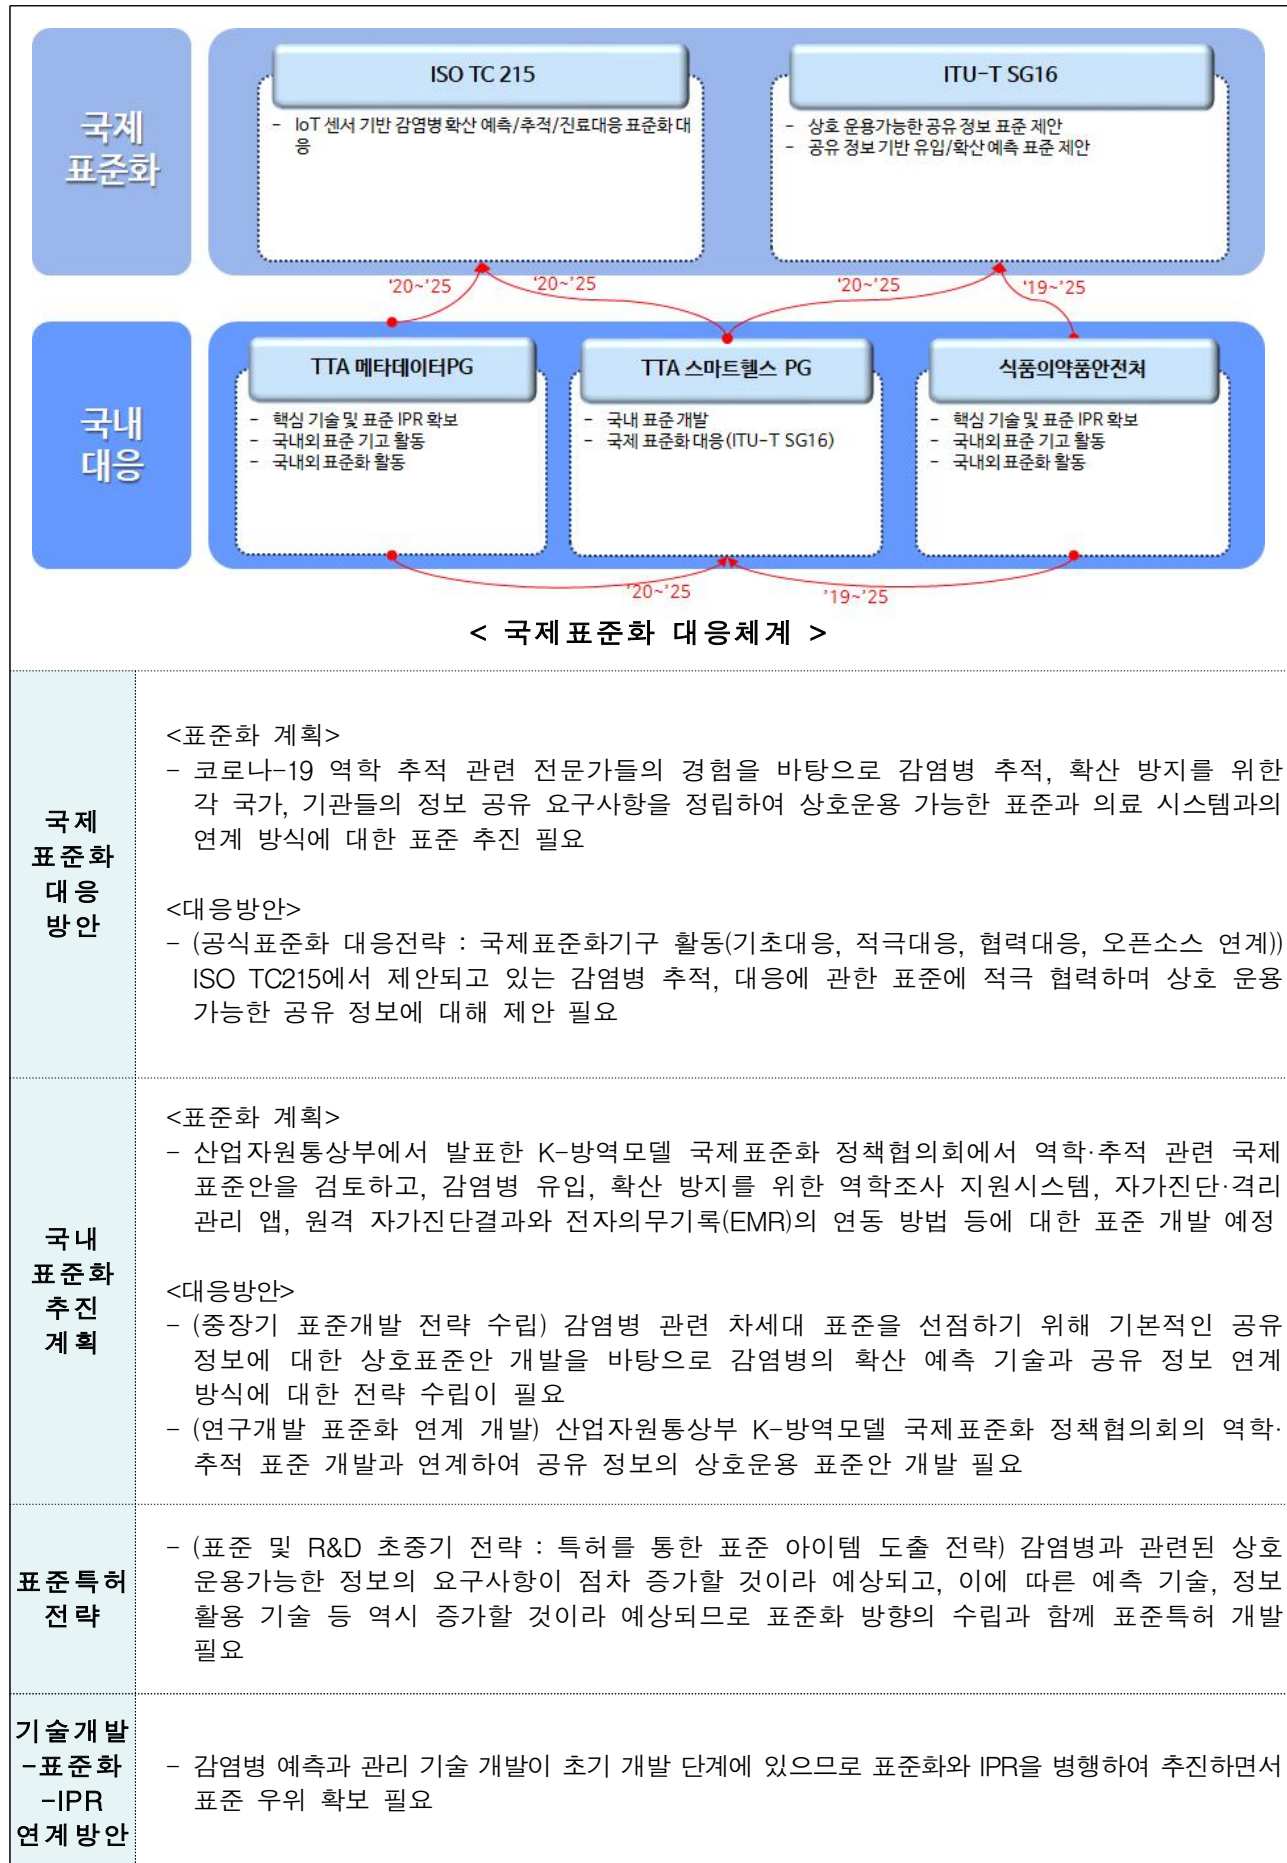 국제
표준화
ISO TC 215
- IoT 센서 기반 감염병 확산 예측/추적/진료대응 표준화 대
응
ITU-T SG16
- 상호 운용가능한 공유 정보 표준 제안
- 공유 정보 기반 유입/확산 예측 표준 제안
'20~'25
'20~'25
'20~'25
'19~'25
국내
대응
TTA 메타데이터PG
- 핵심 기술 및 표준 IPR 확보
- 국내외 표준 기고 활동
- 국내외 표준화 활동
TTA 스마트헬스 PG
- 국내 표준 개발
- 국제 표준화 대응(ITU-T SG16)
식품의약품안전처
- 핵심 기술 및 표준 IPR 확보
- 국내외 표준 기고 활동
- 국내외 표준화 활동
'20~'25
'19~'25
< 국제표준화 대응체계 >
국제
표준화
대응
방안
<표준화 계획>
- 코로나-19 역학 추적 관련 전문가들의 경험을 바탕으로 감염병 추적, 확산 방지를 위한
각 국가, 기관들의 정보 공유 요구사항을 정립하여 상호운용 가능한 표준과 의료 시스템과의
연계 방식에 대한 표준 추진 필요
<대응방안>
- (공식표준화 대응전략 : 국제표준화기구 활동(기초대응, 적극대응, 협력대응, 오픈소스 연계))
ISO TC215에서 제안되고 있는 감염병 추적, 대응에 관한 표준에 적극 협력하며 상호 운용
가능한 공유 정보에 대해 제안 필요
국내
표준화
추진
계획
<표준화 계획>
- 산업자원통상부에서 발표한 K-방역모델 국제표준화 정책협의회에서 역학·추적 관련 국제
표준안을 검토하고, 감염병 유입, 확산 방지를 위한 역학조사 지원시스템, 자가진단·격리
관리 앱, 원격 자가진단결과와 전자의무기록(EMR)의 연동 방법 등에 대한 표준 개발 예정
<대응방안>
- (중장기 표준개발 전략 수립) 감염병 관련 차세대 표준을 선점하기 위해 기본적인 공유
정보에 대한 상호표준안 개발을 바탕으로 감염병의 확산 예측 기술과 공유 정보 연계
방식에 대한 전략 수립이 필요
- (연구개발 표준화 연계 개발) 산업자원통상부 K-방역모델 국제표준화 정책협의회의 역학·
추적 표준 개발과 연계하여 공유 정보의 상호운용 표준안 개발 필요
표준특허
전략
- (표준 및 R&D 초중기 전략 : 특허를 통한 표준 아이템 도출 전략) 감염병과 관련된 상호
운용가능한 정보의 요구사항이 점차 증가할 것이라 예상되고, 이에 따른 예측 기술, 정보
활용 기술 등 역시 증가할 것이라 예상되므로 표준화 방향의 수립과 함께 표준특허 개발
필요
기술개발
-표준화
-IPR
연계방안
- 감염병 예측과 관리 기술 개발이 초기 개발 단계에 있으므로 표준화와 IPR을 병행하여 추진하면서
표준 우위 확보 필요